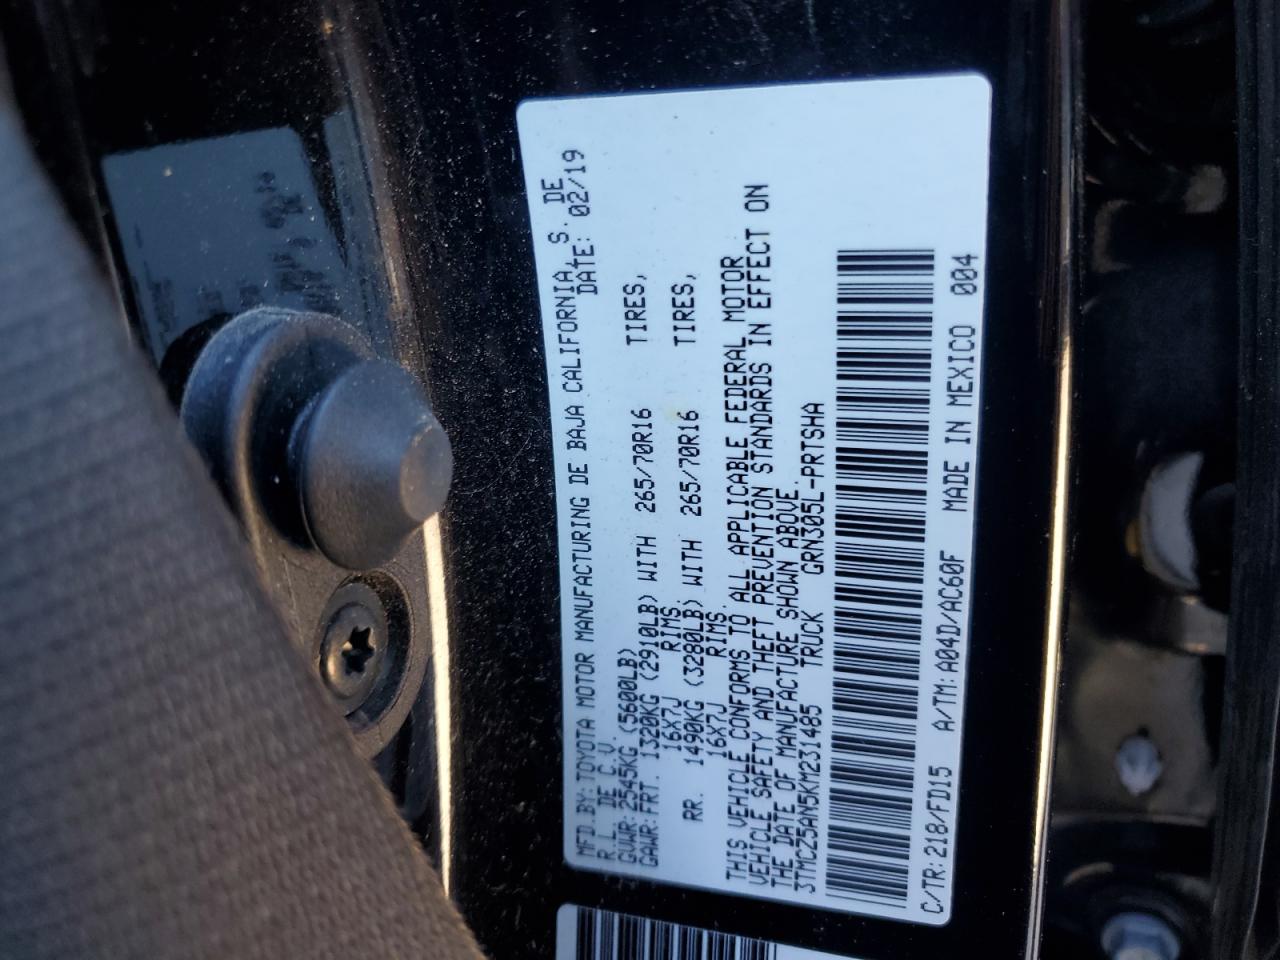 MFD.BY:TOYOTA MOTOR MANUFACTURING DE BAJA CALIFORNIA, S. DE
R.L. DE C.V. DATE: 02/19
GVWR:2545KG (5600LB)
GAWR:FRT. 1320KG (2910LB) WITH 265/70R16 TIRES,
16X7J RIMS.
RR. 1490KG (3280LB) WITH 265/70R16 TIRES,
16X7J RIMS.
THIS VEHICLE CONFORMS TO ALL APPLICABLE FEDERAL MOTOR
VEHICLE SAFETY AND THEFT PREVENTION STANDARDS IN EFFECT ON
THE DATE OF MANUFACTURE SHOWN ABOVE.
3TMCZ5AN5KM231485 TRUCK GRN305L-PRTSHA
C/TR:218/FD15 A/TM:A04D/AC60F MADE IN MEXICO 004